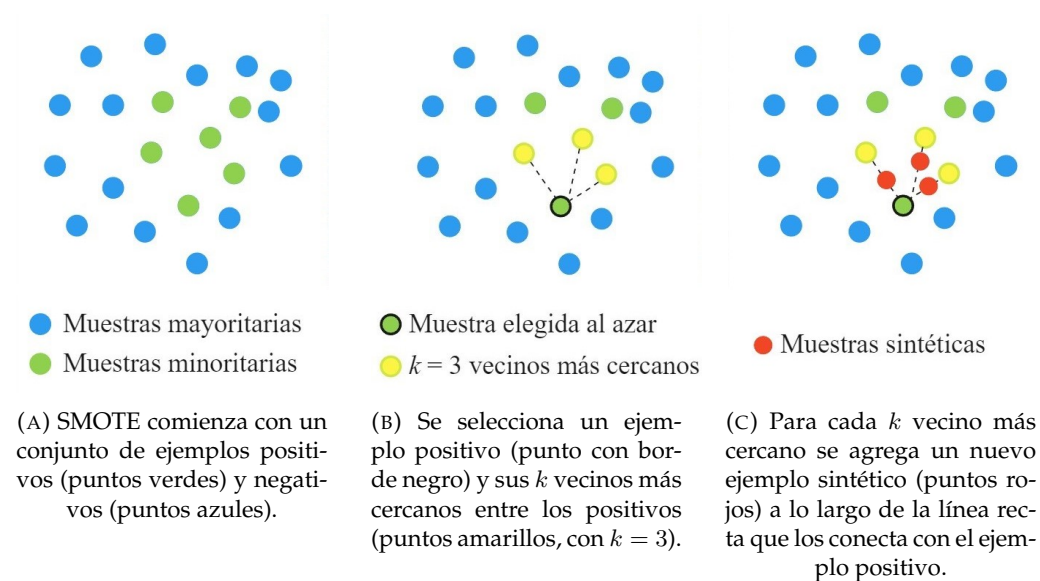 Muestras mayoritarias
Muestras minoritarias
Muestra elegida al azar
k = 3 vecinos más cercanos
Muestras sintéticas
(A) SMOTE comienza con un
conjunto de ejemplos positi-
vos (puntos verdes) y negati-
vos (puntos azules).
(B) Se selecciona un ejem-
plo positivo (punto con bor-
de negro) y sus k vecinos más
cercanos entre los positivos
(puntos amarillos, con k = 3).
(C) Para cada k vecino más
cercano se agrega un nuevo
ejemplo sintético (puntos ro-
jos) a lo largo de la línea rec-
ta que los conecta con el ejem-
plo positivo.